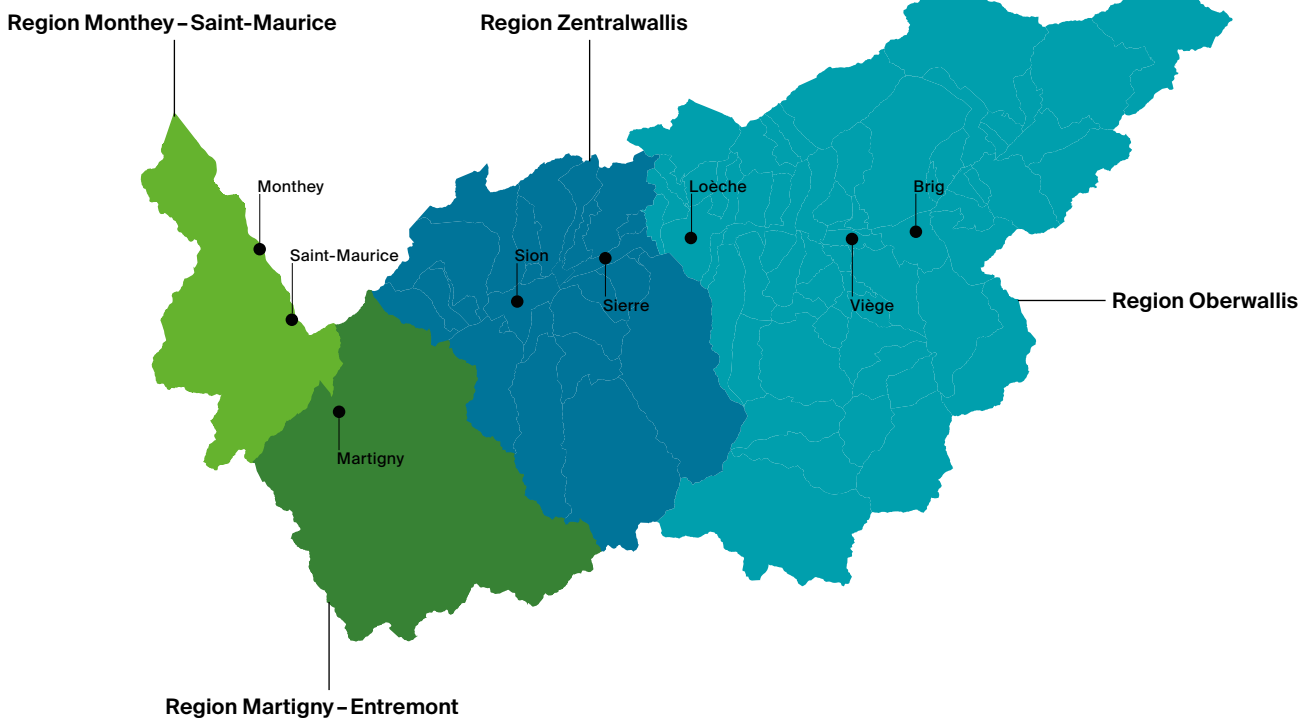 Region Monthey – Saint-Maurice
Region Zentralwallis
Monthey
Loèche
Brig
Saint-Maurice
Sion
Sierre
Viège
Region Oberwallis
Martigny
Region Martigny – Entremont